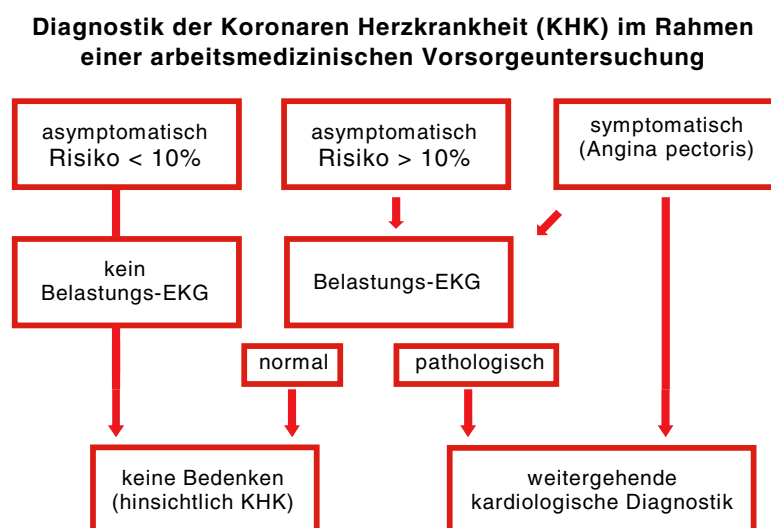 Diagnostik der Koronaren Herzkrankheit (KHK) im Rahmen
einer arbeitsmedizinischen Vorsorgeuntersuchung
asymptomatisch
Risiko < 10%
asymptomatisch
Risiko > 10%
symptomatisch
(Angina pectoris)
kein
Belastungs-EKG
Belastungs-EKG
normal
pathologisch
keine Bedenken
(hinsichtlich KHK)
weitergehende
kardiologische Diagnostik